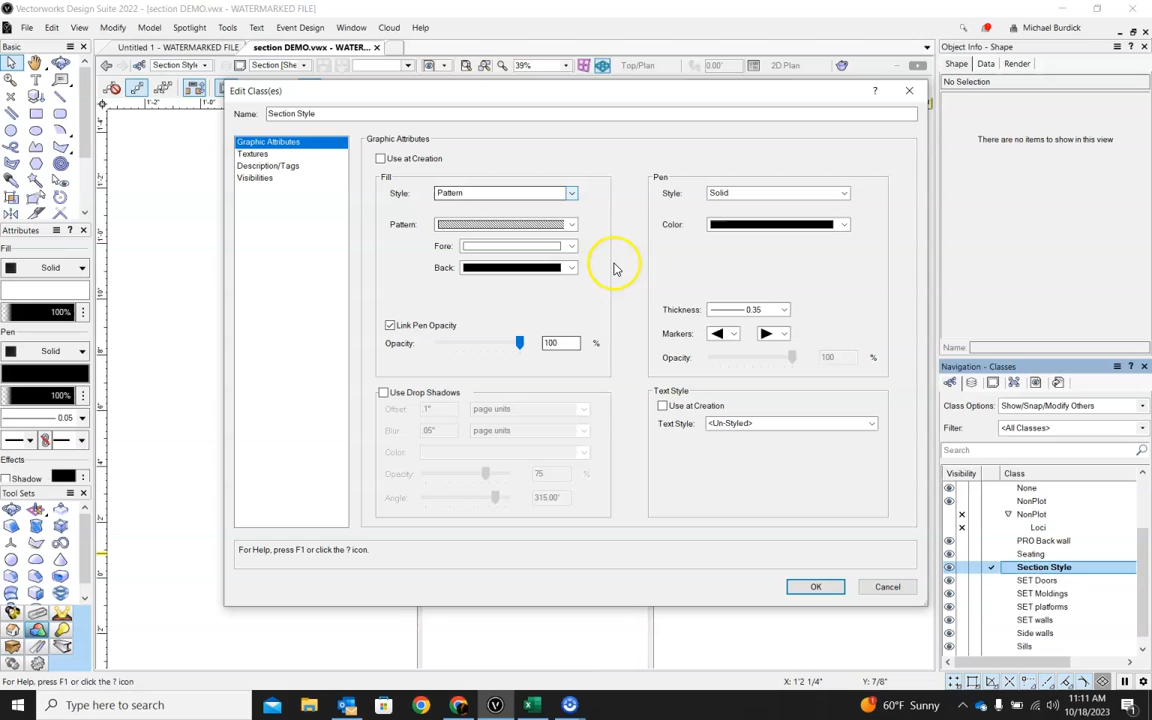 Vectorworks Design Suite 2022 - [section DEMO.vwx - WATERMARKED FILE]
File Edit View Modify Model Spotlight Tools Text Event Design Window Cloud Help
Michael Burdick
Basic
Untitled 1 - WATERMARKED FILE
section DEMO.vwx - WATER...
Object Info - Shape
Section Style
Section [She
39%
Top/Plan
0.00°
2D Plan
Shape Data Render
No Selection
There are no items to show in this view
1'-2" 1'-0"
Edit Class(es)
Name: Section Style
Graphic Attributes
Textures
Description/Tags
Visibilities
Graphic Attributes
Use at Creation
Fill
Style: Pattern
Pattern:
Fore:
Back:
Link Pen Opacity
Opacity: 100 %
Pen
Style: Solid
Color:
Thickness: 0.35
Markers:
Opacity: 100 %
Use Drop Shadows
Offset: .1" page units
Blur: .05" page units
Color:
Opacity: 75 %
Angle: 315.00°
Text Style
Use at Creation
Text Style: <Un-Styled>
For Help, press F1 or click the ? icon.
OK Cancel
Attributes
Fill
Solid
100%
Pen
Solid
100%
0.05
Effects
Shadow
Tool Sets
Name:
Navigation - Classes
Class Options: Show/Snap/Modify Others
Filter: <All Classes>
Search
Visibility Class
None
NonPlot
NonPlot
Loci
PRO Back wall
Seating
Section Style
SET Doors
SET Moldings
SET platforms
SET walls
Side walls
Sills
For Help, press F1 or click the ? icon
X: 1'2 1/4" Y: 7/8"
Type here to search
60°F Sunny
11:11 AM
10/18/2023